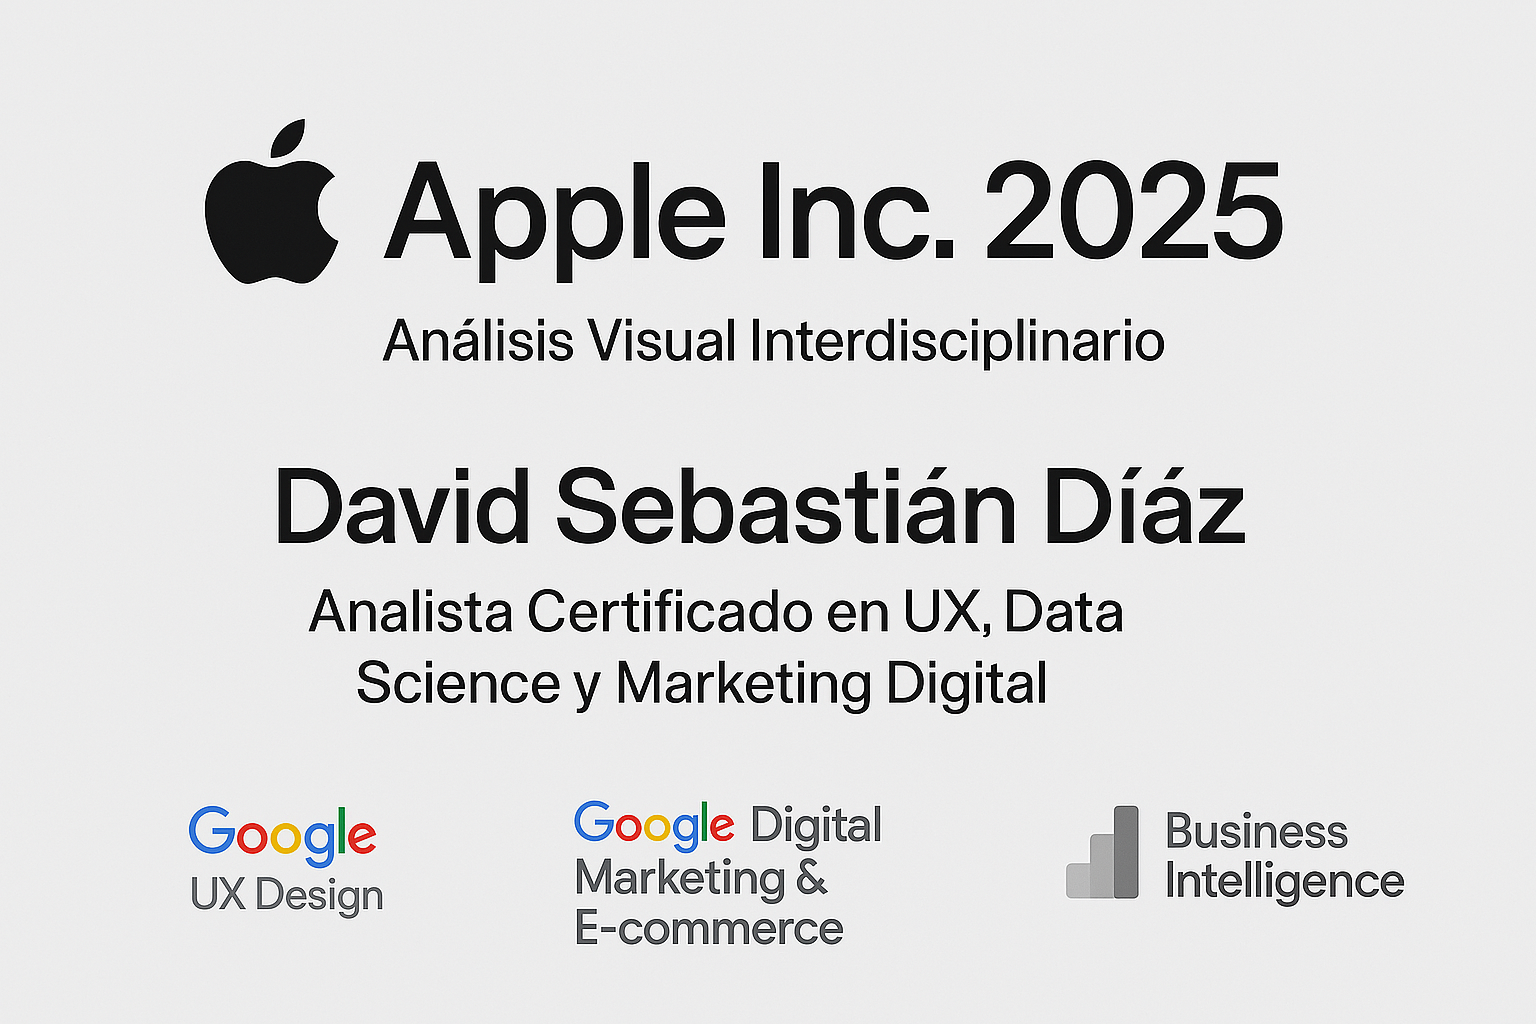 Apple Inc. 2025
Análisis Visual Interdisciplinario
David Sebastián Díáz
Analista Certificado en UX, Data
Science y Marketing Digital
Google
UX Design
Google Digital
Marketing &
E-commerce
Business
Intelligence